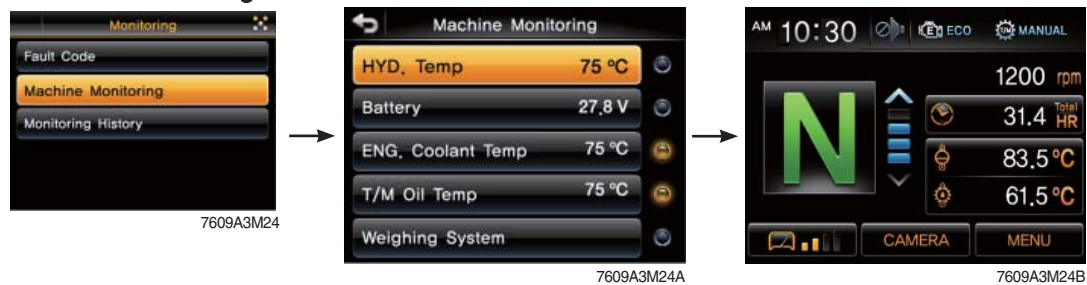 Monitoring
Fault Code
Machine Monitoring
Monitoring History
7609A3M24
Machine Monitoring
HYD. Temp 75 ℃
Battery 27.8 V
ENG. Coolant Temp 75 ℃
T/M Oil Temp 75 ℃
Weighing System
7609A3M24A
AM 10:30 E ECO T/M MANUAL
1200 rpm
N
31.4 Total HR
83.5 ℃
61.5 ℃
CAMERA MENU
7609A3M24B